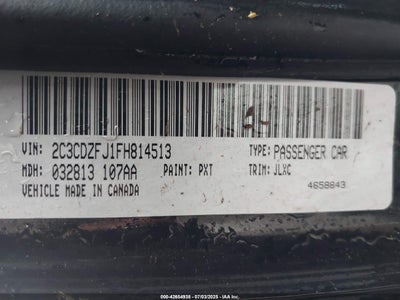 VIN: 2C3CDZFJ1FH814513 TYPE: PASSENGER CAR
MDH: 032813 107AA PAINT: PXT TRIM: JLXC
VEHICLE MADE IN CANADA
4658843
000-42654938 - 07/03/2025 - IAA Inc.